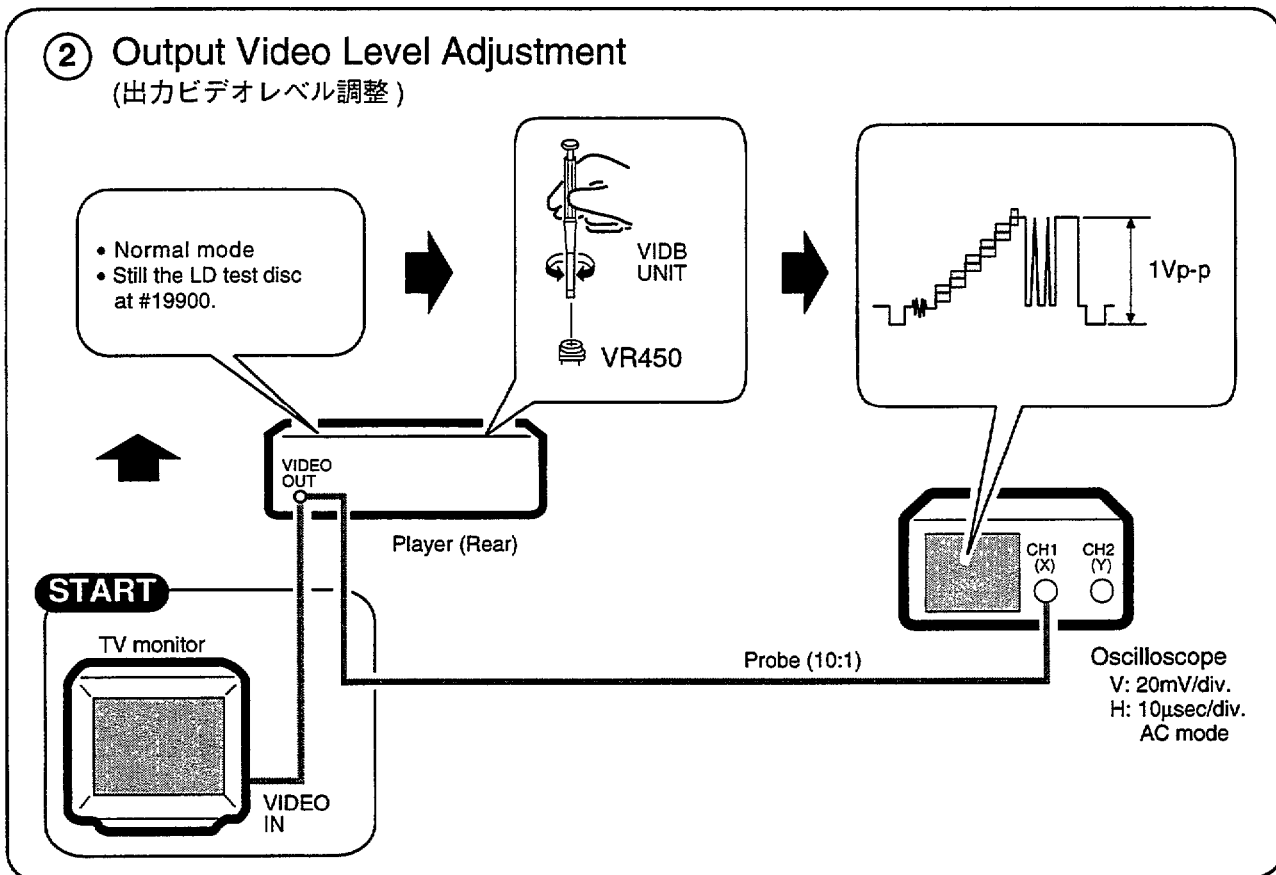 ② Output Video Level Adjustment
(出力ビデオレベル調整)
• Normal mode
• Still the LD test disc
at #19900.
VIDB
UNIT
VR450
1Vp-p
VIDEO
OUT
Player (Rear)
START
TV monitor
VIDEO
IN
Probe (10:1)
CH1
(X)
CH2
(Y)
Oscilloscope
V: 20mV/div.
H: 10μsec/div.
AC mode